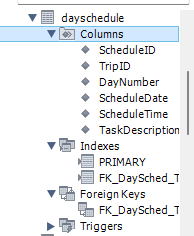 dayschedule
Columns
ScheduleID
TripID
DayNumber
ScheduleDate
ScheduleTime
TaskDescription
Indexes
PRIMARY
FK_DaySched_T
Foreign Keys
FK_DaySched_T
Triggers